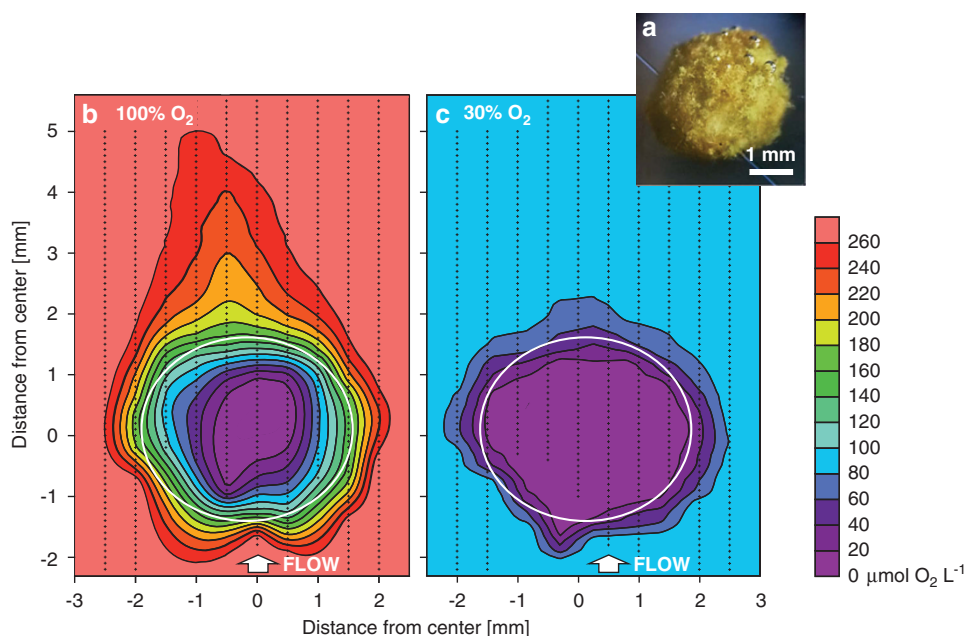 a
1 mm
b 100% O₂
c 30% O₂
Distance from center [mm]
5
4
3
2
1
0
-1
-2
FLOW
FLOW
-3 -2 -1 0 1 2
-2 -1 0 1 2 3
Distance from center [mm]
260
240
220
200
180
160
140
120
100
80
60
40
20
0 μmol O₂ L⁻¹